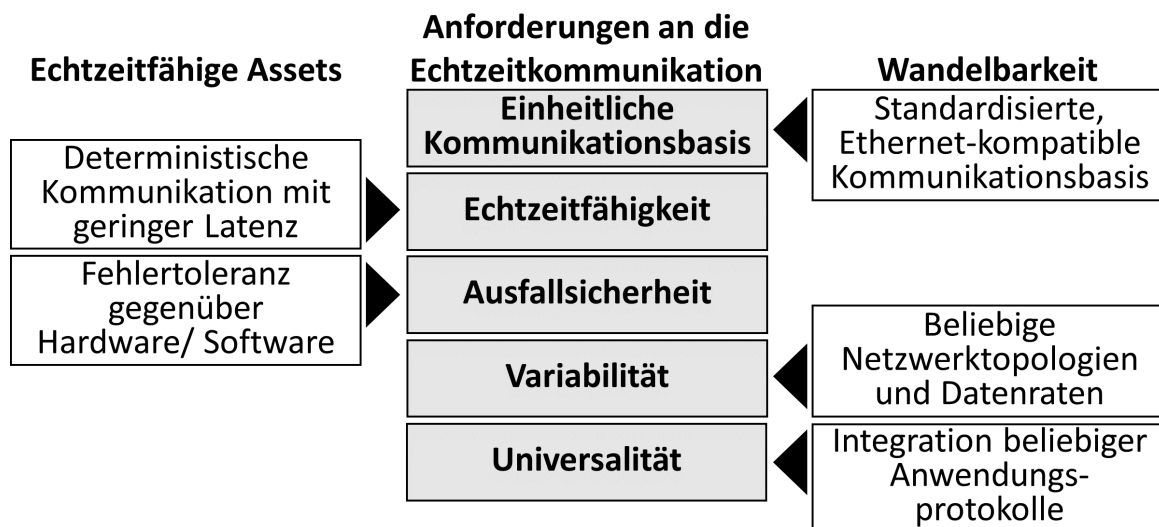 Echtzeitfähige Assets
Deterministische
Kommunikation mit
geringer Latenz
Fehlertoleranz
gegenüber
Hardware/ Software
Anforderungen an die
Echtzeitkommunikation
Einheitliche
Kommunikationsbasis
Echtzeitfähigkeit
Ausfallsicherheit
Variabilität
Universalität
Wandelbarkeit
Standardisierte,
Ethernet-kompatible
Kommunikationsbasis
Beliebige
Netzwerktopologien
und Datenraten
Integration beliebiger
Anwendungs-
protokolle